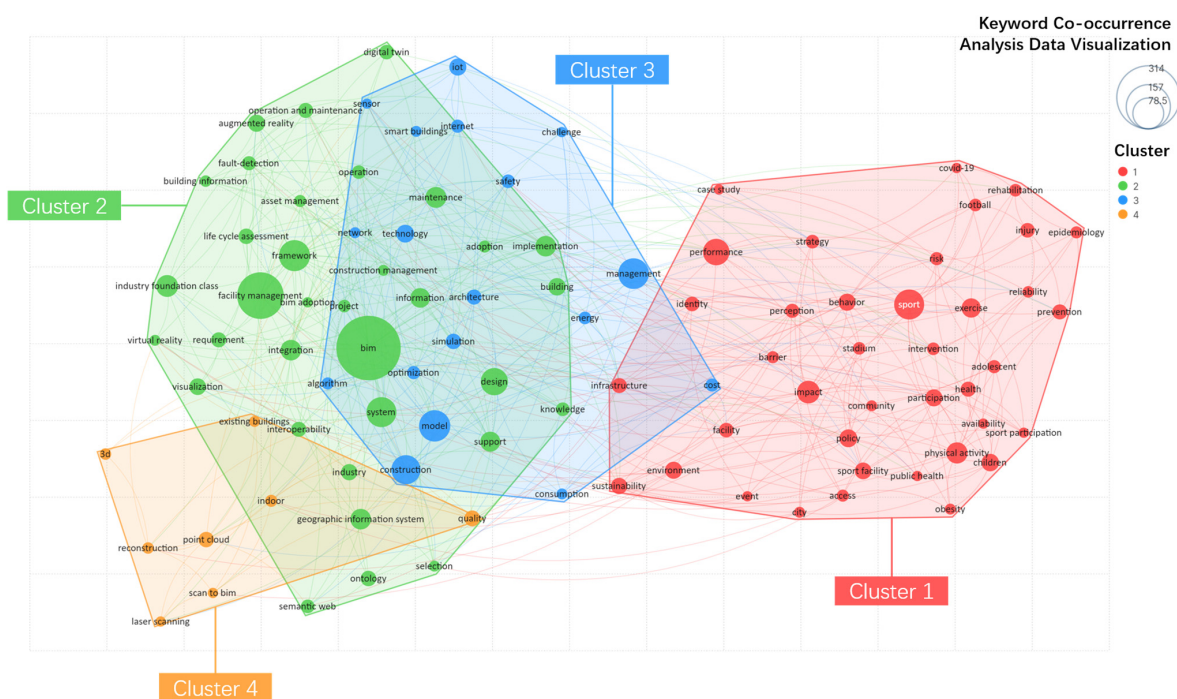 Keyword Co-occurrence
Analysis Data Visualization
314
157
78.5
Cluster
1
2
3
4
Cluster 3
Cluster 2
Cluster 1
Cluster 4
digital twin
iot
sensor
operation and maintenance
augmented reality
smart buildings
internet
challenge
fault-detection
operation
building information
safety
asset management
maintenance
life cycle assessment
network
technology
adoption
implementation
framework
construction management
management
industry foundation class
facility management
bim adoption
project
information
architecture
building
energy
virtual reality
requirement
integration
bim
simulation
visualization
algorithm
optimization
design
cost
system
knowledge
existing buildings
interoperability
model
support
3d
industry
construction
consumption
indoor
geographic information system
quality
point cloud
reconstruction
scan to bim
ontology
selection
laser scanning
semantic web
covid-19
case study
rehabilitation
football
injury
epidemiology
strategy
performance
risk
identity
perception
behavior
sport
exercise
reliability
prevention
barrier
stadium
intervention
adolescent
infrastructure
impact
community
participation
health
availability
sport participation
facility
policy
physical activity
children
environment
sport facility
public health
sustainability
event
access
city
obesity